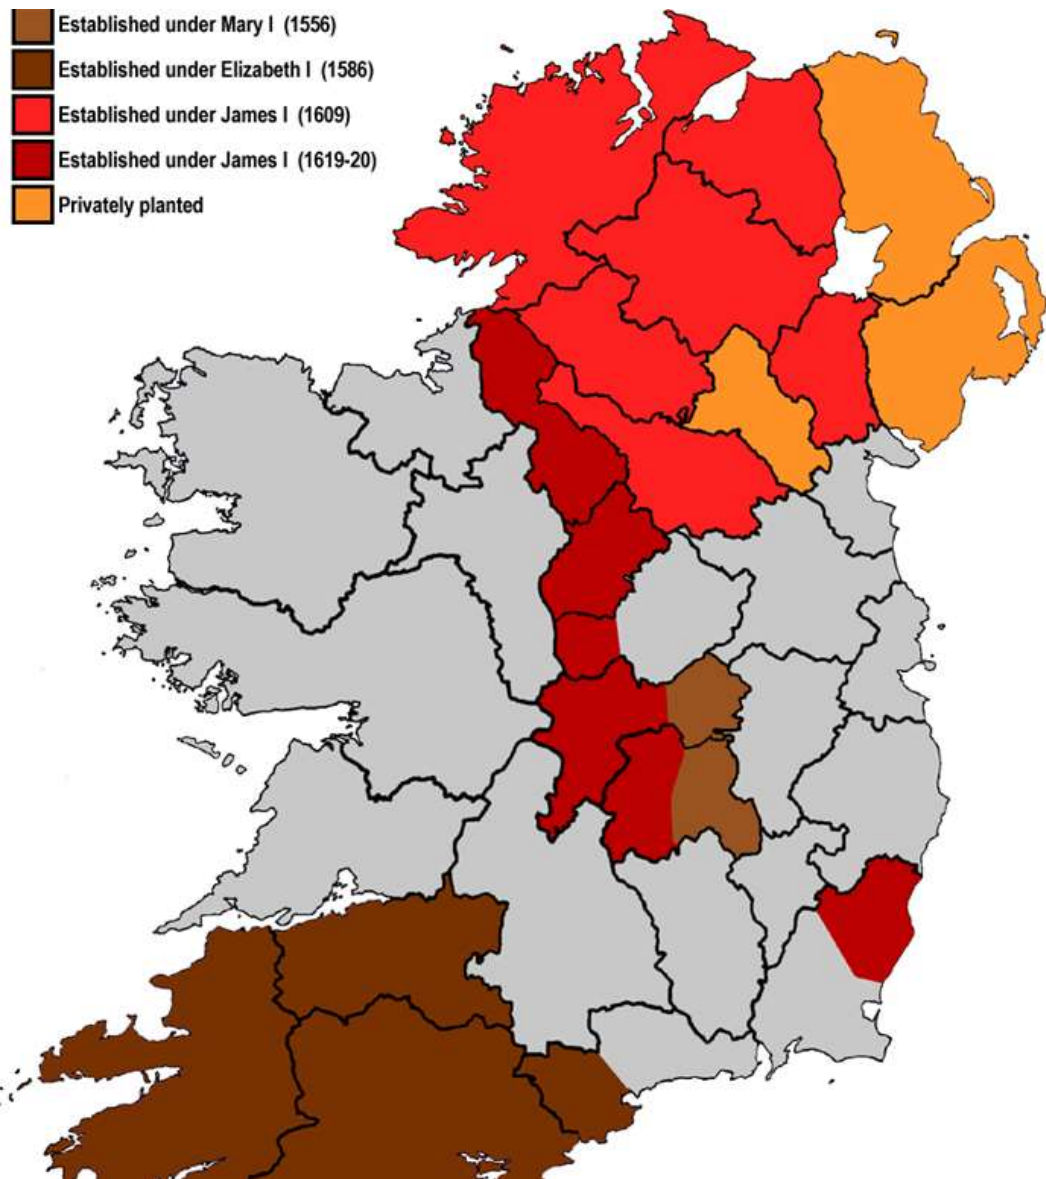 Established under Mary I (1556)
Established under Elizabeth I (1586)
Established under James I (1609)
Established under James I (1619-20)
Privately planted